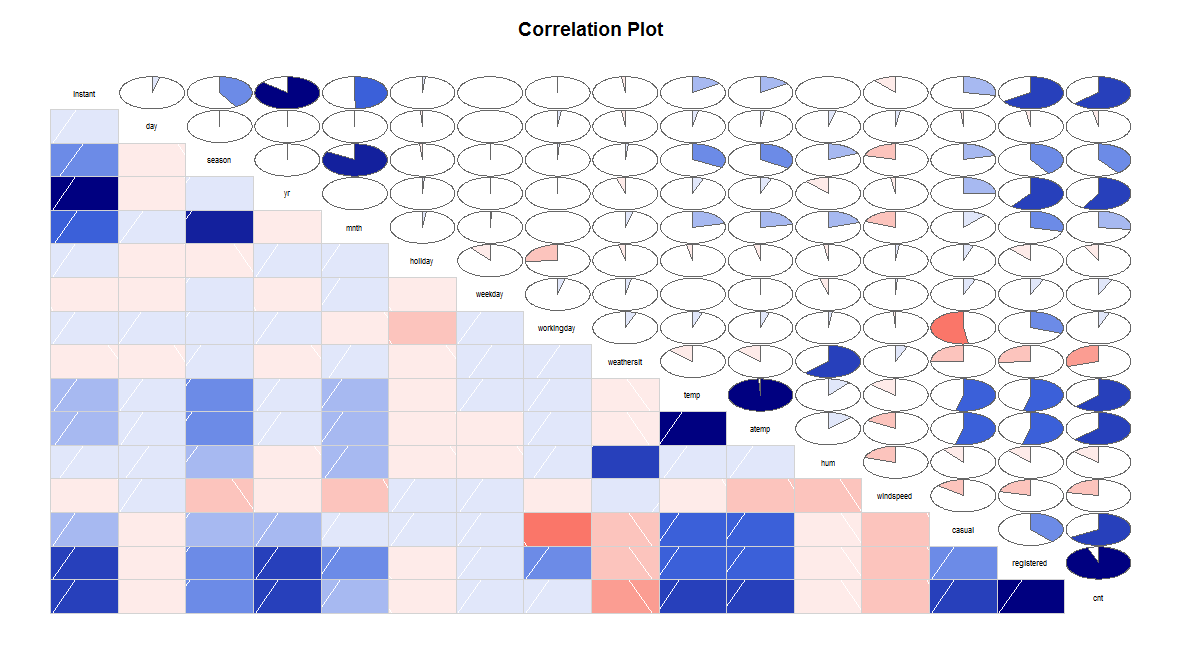 Correlation Plot
instant
day
season
yr
mnth
holiday
weekday
workingday
weathersit
temp
atemp
hum
windspeed
casual
registered
cnt